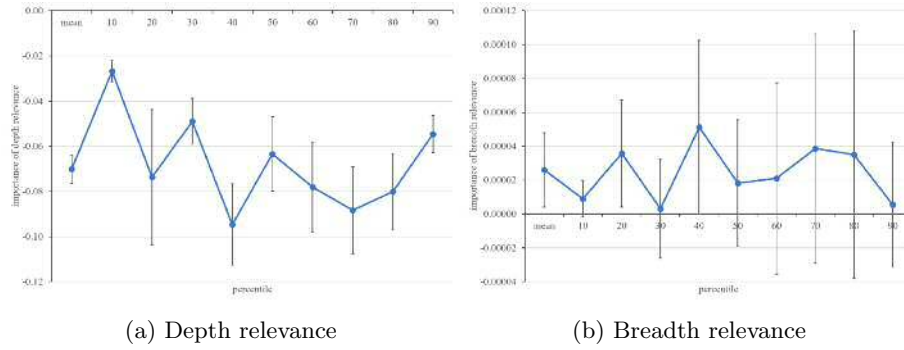 0.00
-0.02
-0.04
-0.06
-0.08
-0.10
-0.12
mean 10 20 30 40 50 60 70 80 90
importance of depth relevance
percentile
0.00012
0.00010
0.00008
0.00006
0.00004
0.00002
0.00000
-0.00002
-0.00004
mean 10 20 30 40 50 60 70 80 90
importance of breadth relevance
percentile
(a) Depth relevance
(b) Breadth relevance